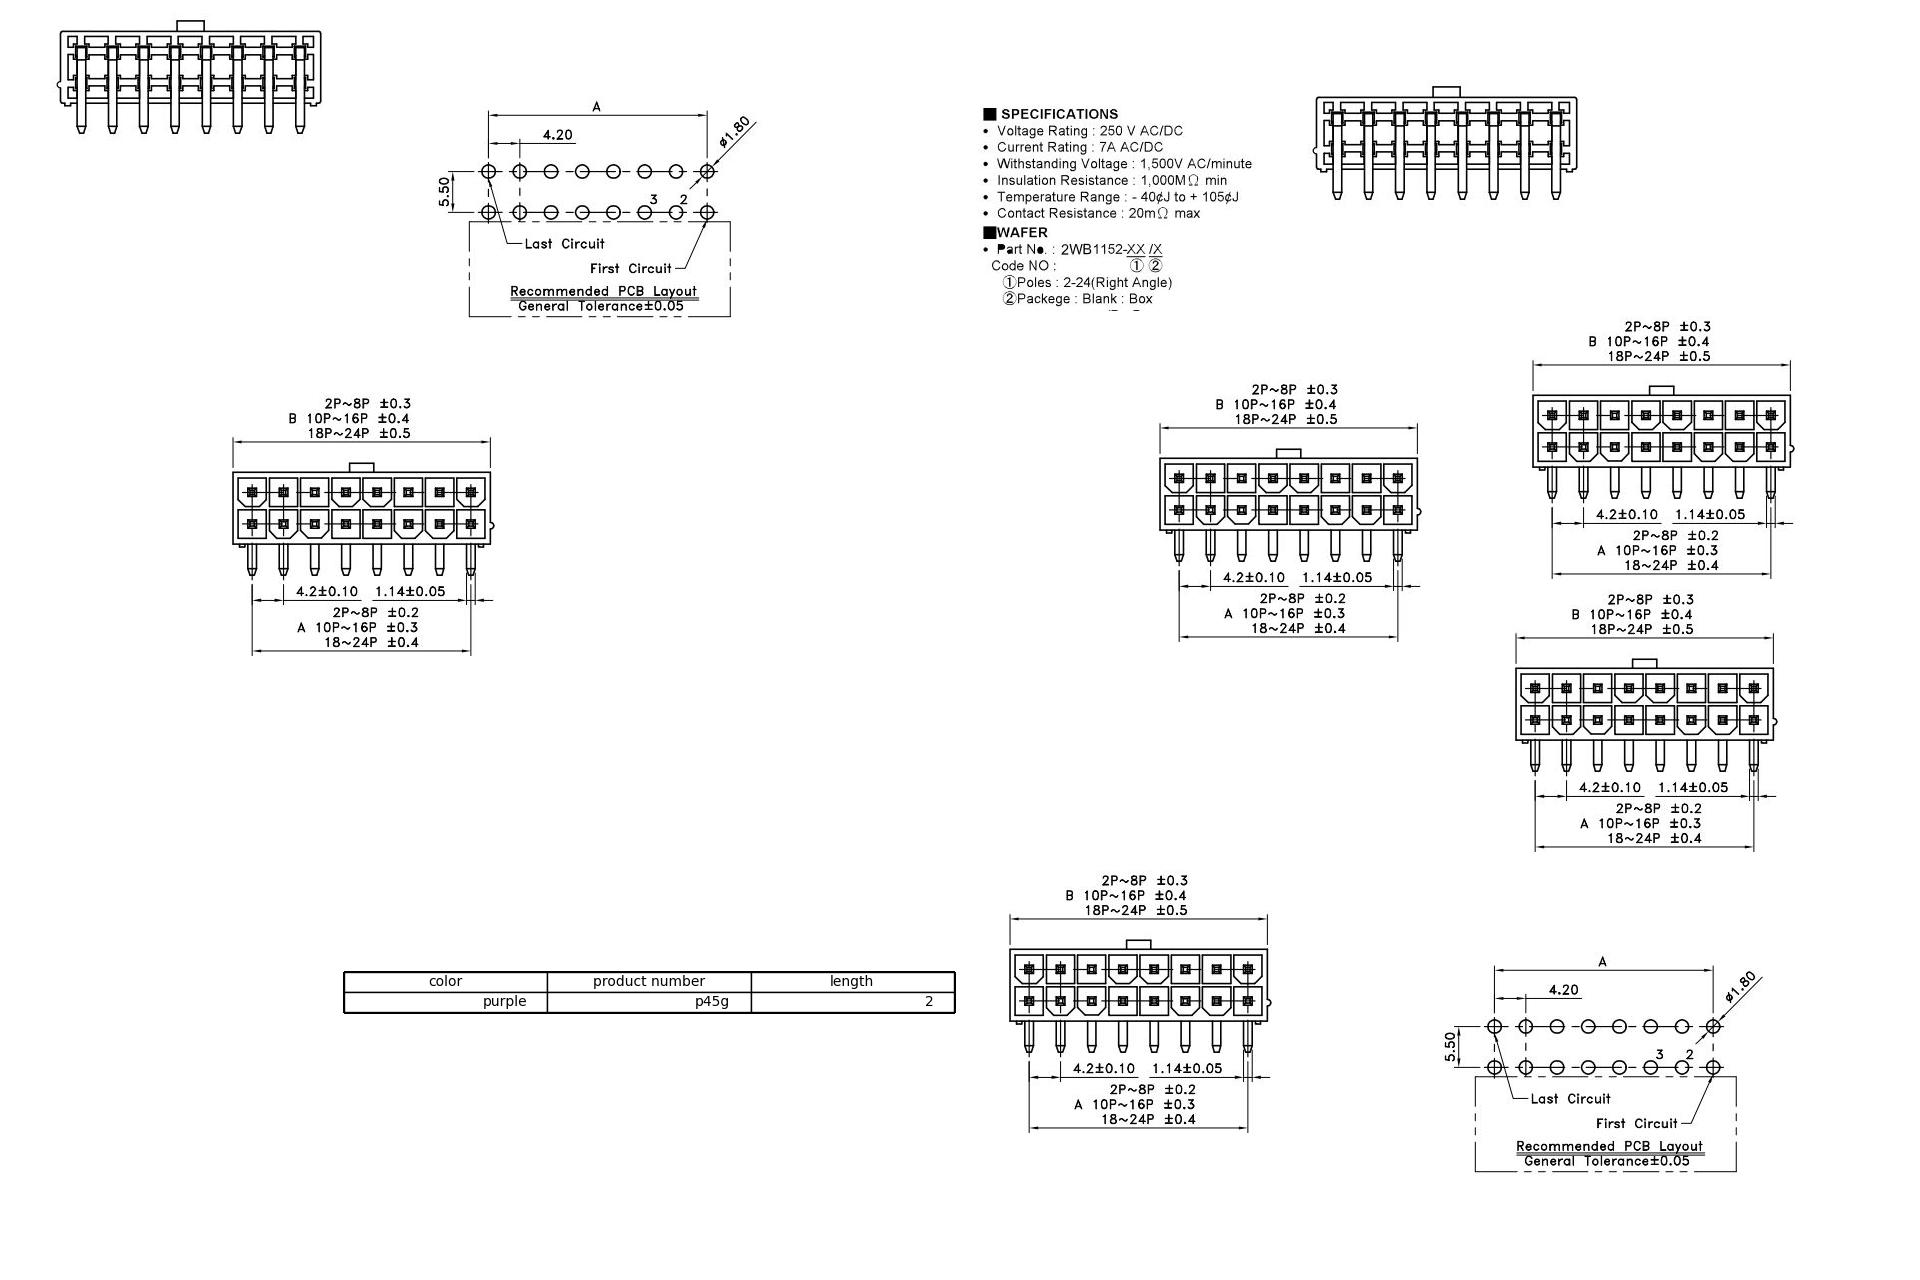 A
4.20
ø1.80
5.50
3 2
Last Circuit
First Circuit
Recommended PCB Layout
General Tolerance±0.05
■ SPECIFICATIONS
• Voltage Rating : 250 V AC/DC
• Current Rating : 7A AC/DC
• Withstanding Voltage : 1,500V AC/minute
• Insulation Resistance : 1,000MΩ min
• Temperature Range : - 40¢J to + 105¢J
• Contact Resistance : 20mΩ max
■WAFER
• Part No. : 2WB1152-XX /X
Code NO : ① ②
①Poles : 2-24(Right Angle)
②Packege : Blank : Box
2P~8P ±0.3
B 10P~16P ±0.4
18P~24P ±0.5
4.2±0.10 1.14±0.05
2P~8P ±0.2
A 10P~16P ±0.3
18~24P ±0.4
2P~8P ±0.3
B 10P~16P ±0.4
18P~24P ±0.5
4.2±0.10 1.14±0.05
2P~8P ±0.2
A 10P~16P ±0.3
18~24P ±0.4
2P~8P ±0.3
B 10P~16P ±0.4
18P~24P ±0.5
4.2±0.10 1.14±0.05
2P~8P ±0.2
A 10P~16P ±0.3
18~24P ±0.4
2P~8P ±0.3
B 10P~16P ±0.4
18P~24P ±0.5
4.2±0.10 1.14±0.05
2P~8P ±0.2
A 10P~16P ±0.3
18~24P ±0.4
color product number length
purple p45g 2
2P~8P ±0.3
B 10P~16P ±0.4
18P~24P ±0.5
4.2±0.10 1.14±0.05
2P~8P ±0.2
A 10P~16P ±0.3
18~24P ±0.4
A
4.20
ø1.80
5.50
3 2
Last Circuit
First Circuit
Recommended PCB Layout
General Tolerance±0.05